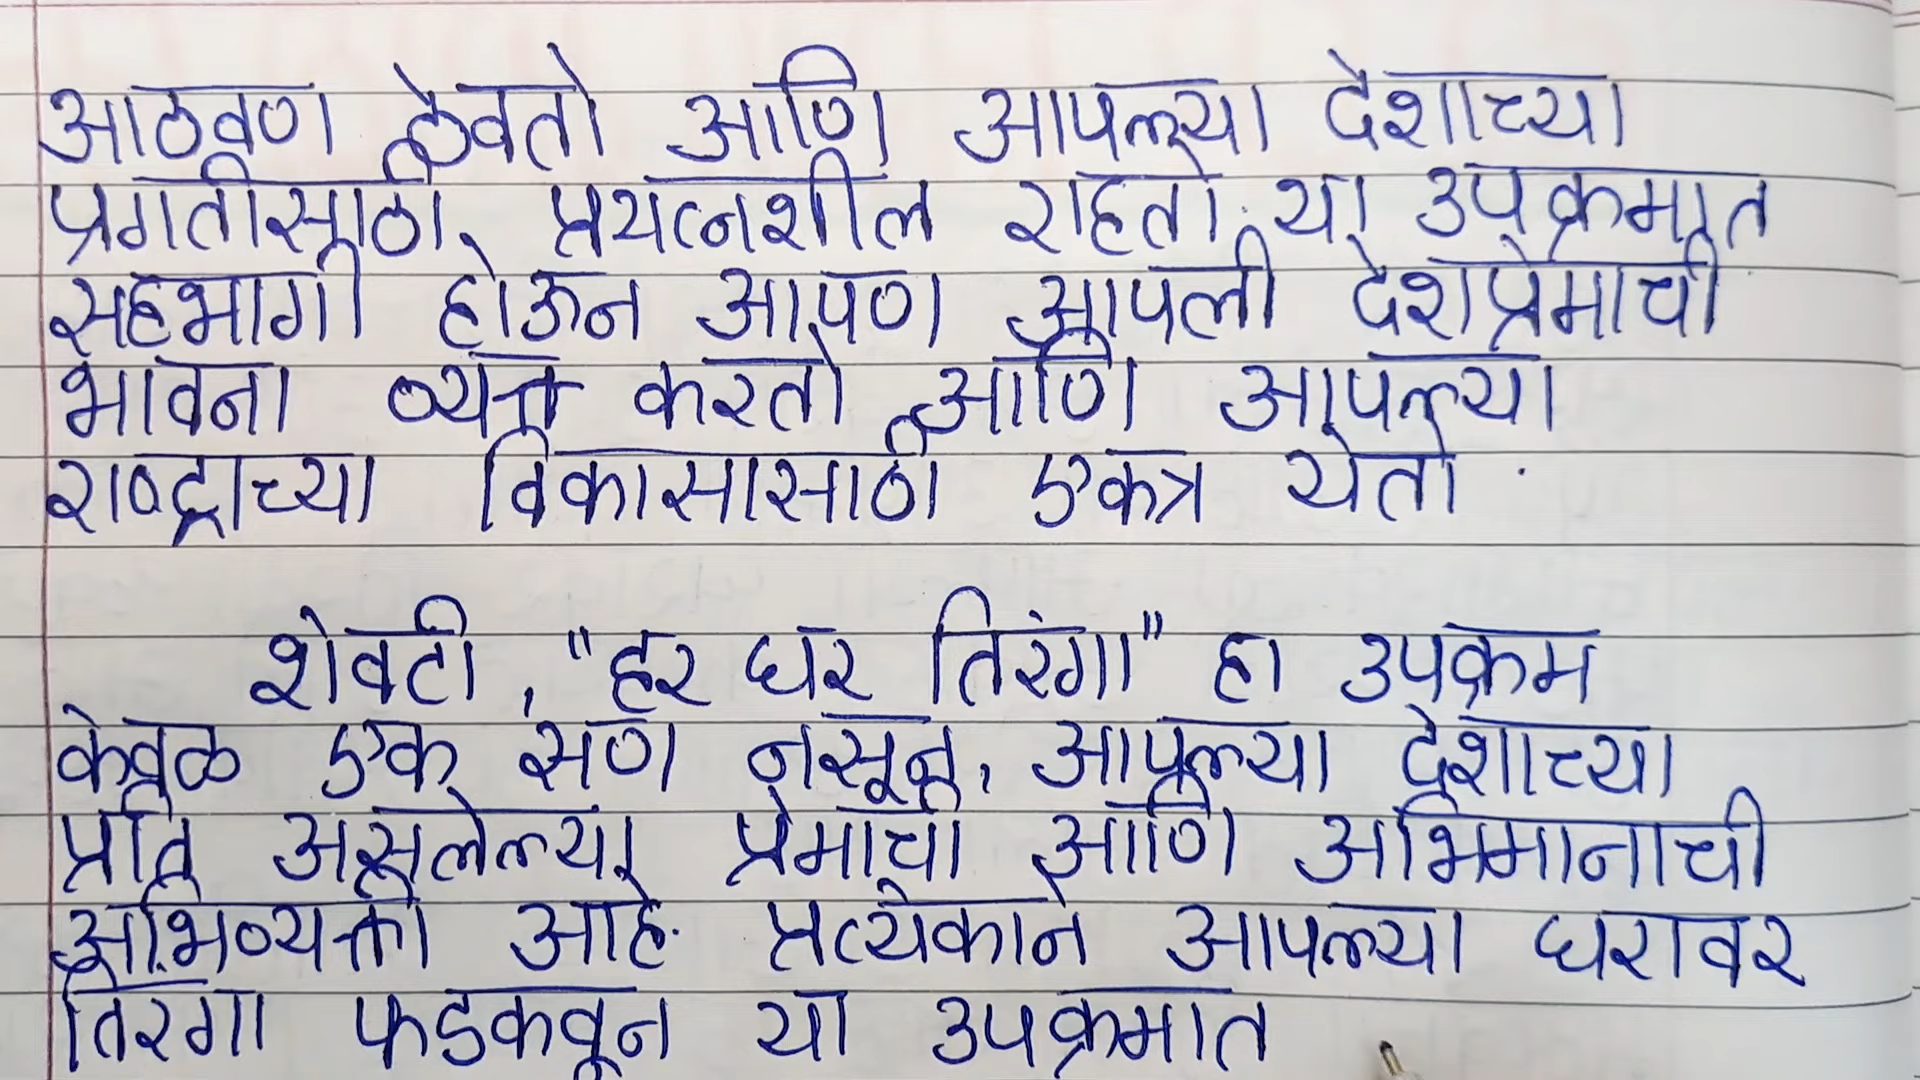 आठवण ठेवतो आणि आपल्या देशाच्या
प्रगतीसाठी प्रयत्नशील राहतो. या उपक्रमात
सहभागी होऊन आपण आपली देशप्रेमाची
भावना व्यक्त करतो आणि आपल्या
राष्ट्राच्या विकासासाठी एकत्र येतो.
शेवटी, "हर घर तिरंगा" हा उपक्रम
केवळ एक सण नसून, आपल्या देशाच्या
प्रति असलेल्या प्रेमाची आणि अभिमानाची
अभिव्यक्ती आहे. प्रत्येकाने आपल्या घरावर
तिरंगा फडकवून या उपक्रमात